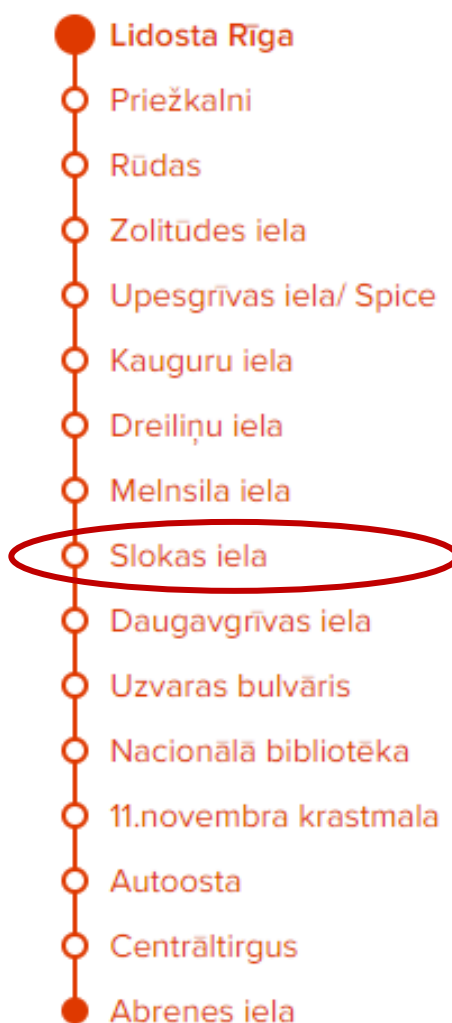 Lidosta Rīga
Priežkalni
Rūdas
Zolitūdes iela
Upesgrīvas iela/ Spice
Kauguru iela
Dreiliņu iela
Melnsila iela
Slokas iela
Daugavgrīvas iela
Uzvaras bulvāris
Nacionālā bibliotēka
11.novembra krastmala
Autoosta
Centrāltirgus
Abrenes iela